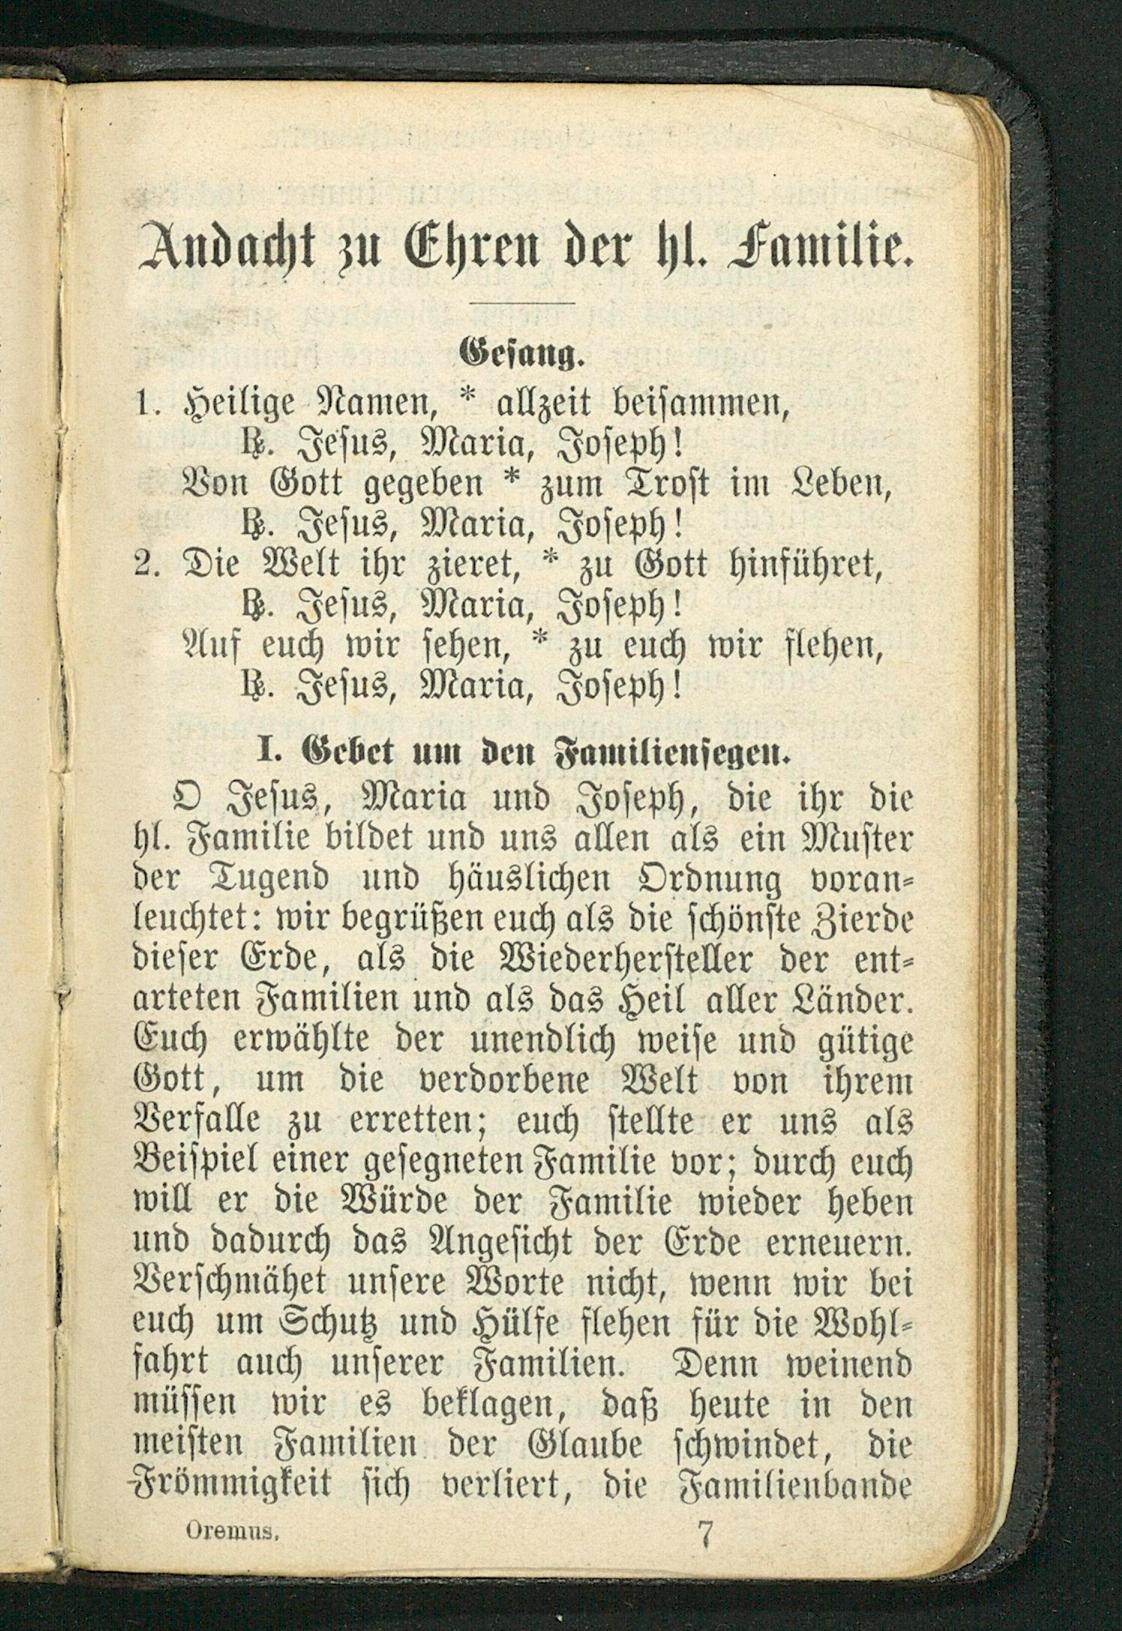 Andacht zu Ehren der hl. Familie.
Gesang.
1. Heilige Namen, * allzeit beisammen,
℟. Jesus, Maria, Joseph!
Von Gott gegeben * zum Trost im Leben,
℟. Jesus, Maria, Joseph!
2. Die Welt ihr zieret, * zu Gott hinführet,
℟. Jesus, Maria, Joseph!
Auf euch wir sehen, * zu euch wir flehen,
℟. Jesus, Maria, Joseph!
I. Gebet um den Familiensegen.
O Jesus, Maria und Joseph, die ihr die
hl. Familie bildet und uns allen als ein Muster
der Tugend und häuslichen Ordnung voran-
leuchtet: wir begrüßen euch als die schönste Zierde
dieser Erde, als die Wiederhersteller der ent-
arteten Familien und als das Heil aller Länder.
Euch erwählte der unendlich weise und gütige
Gott, um die verdorbene Welt von ihrem
Verfalle zu erretten; euch stellte er uns als
Beispiel einer gesegneten Familie vor; durch euch
will er die Würde der Familie wieder heben
und dadurch das Angesicht der Erde erneuern.
Verschmähet unsere Worte nicht, wenn wir bei
euch um Schutz und Hülfe flehen für die Wohl-
fahrt auch unserer Familien. Denn weinend
müssen wir es beklagen, daß heute in den
meisten Familien der Glaube schwindet, die
Frömmigkeit sich verliert, die Familienbande
Oremus. 7